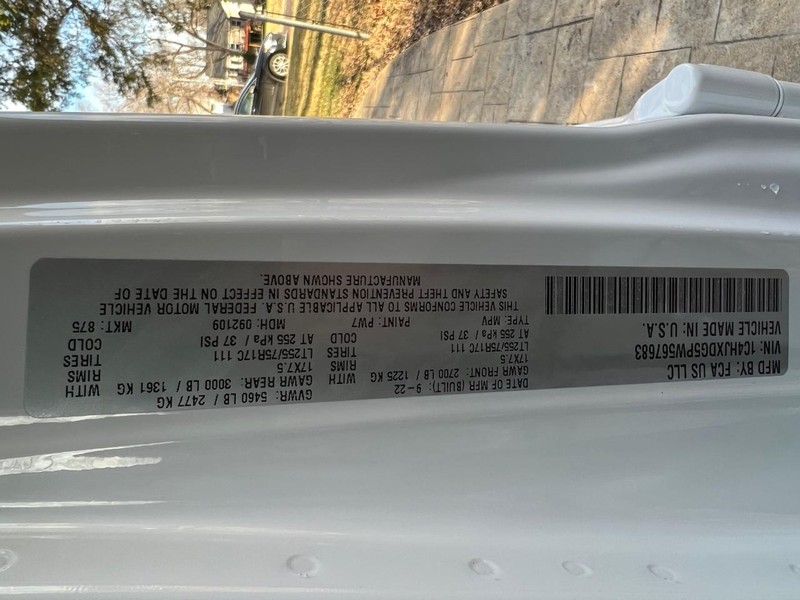 MFD BY: FCA US LLC
VIN: 1C4HJXDG5PW567683
VEHICLE MADE IN: U.S.A.
DATE OF MFR (BUILT): 9-22 GVWR: 5460 LB / 2477 KG
GAWR FRONT: 2700 LB / 1225 KG WITH GAWR REAR: 3000 LB / 1361 KG WITH
17X7.5 RIMS 17X7.5 RIMS
LT255/75R17C 111 TIRES LT255/75R17C 111 TIRES
AT 255 kPa / 37 PSI COLD AT 255 kPa / 37 PSI COLD
TYPE: MPV PAINT: PW7 MDH: 092109 MKT: 875
THIS VEHICLE CONFORMS TO ALL APPLICABLE U.S.A. FEDERAL MOTOR VEHICLE
SAFETY AND THEFT PREVENTION STANDARDS IN EFFECT ON THE DATE OF
MANUFACTURE SHOWN ABOVE.